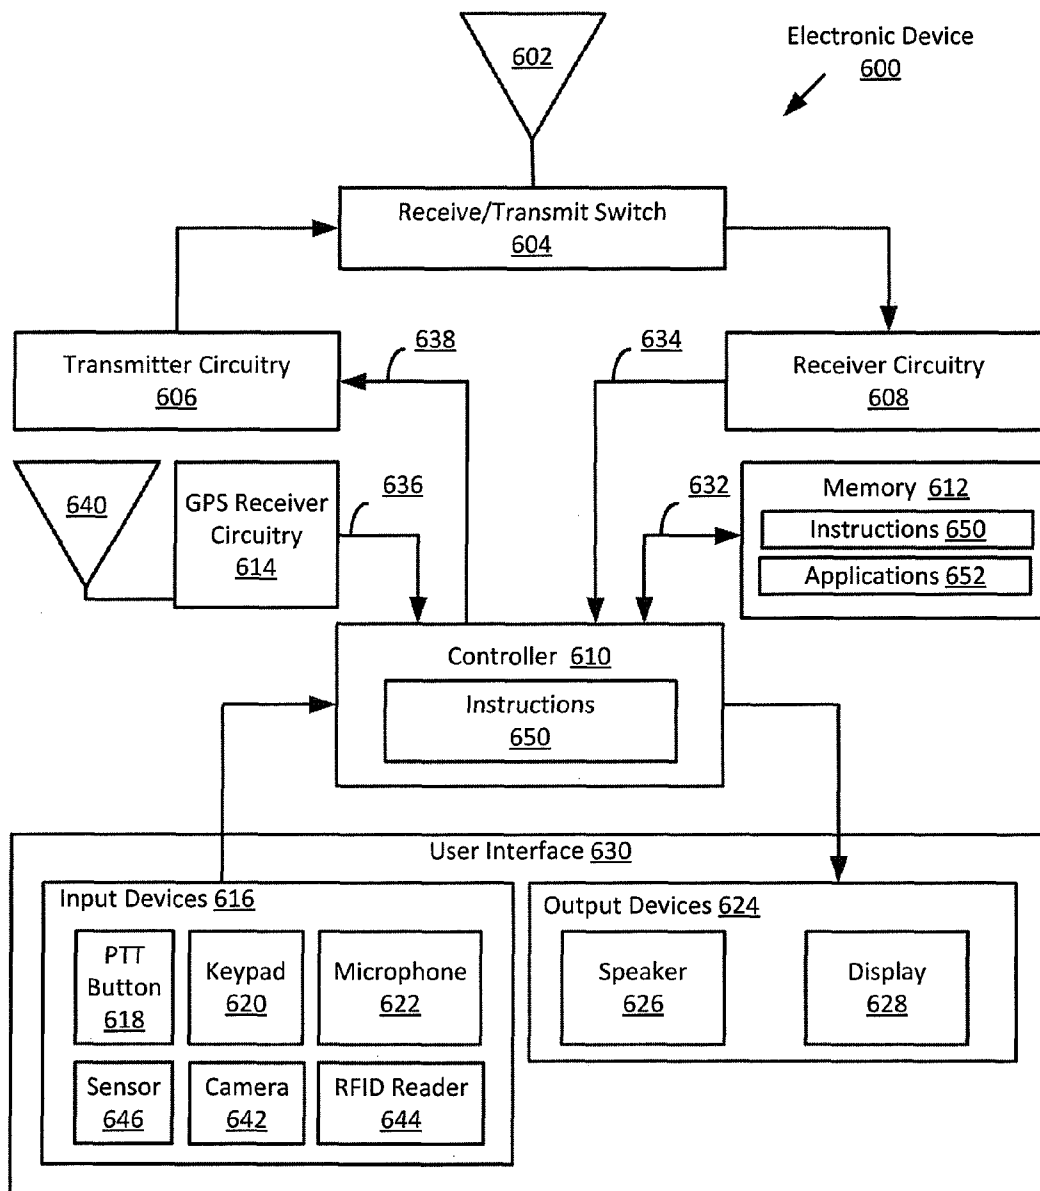 602
Electronic Device
600
Receive/Transmit Switch
604
Transmitter Circuitry
606
638
634
Receiver Circuitry
608
640
GPS Receiver
Circuitry
614
636
632
Memory 612
Instructions 650
Applications 652
Controller 610
Instructions
650
User Interface 630
Input Devices 616
PTT
Button
618
Keypad
620
Microphone
622
Sensor
646
Camera
642
RFID Reader
644
Output Devices 624
Speaker
626
Display
628